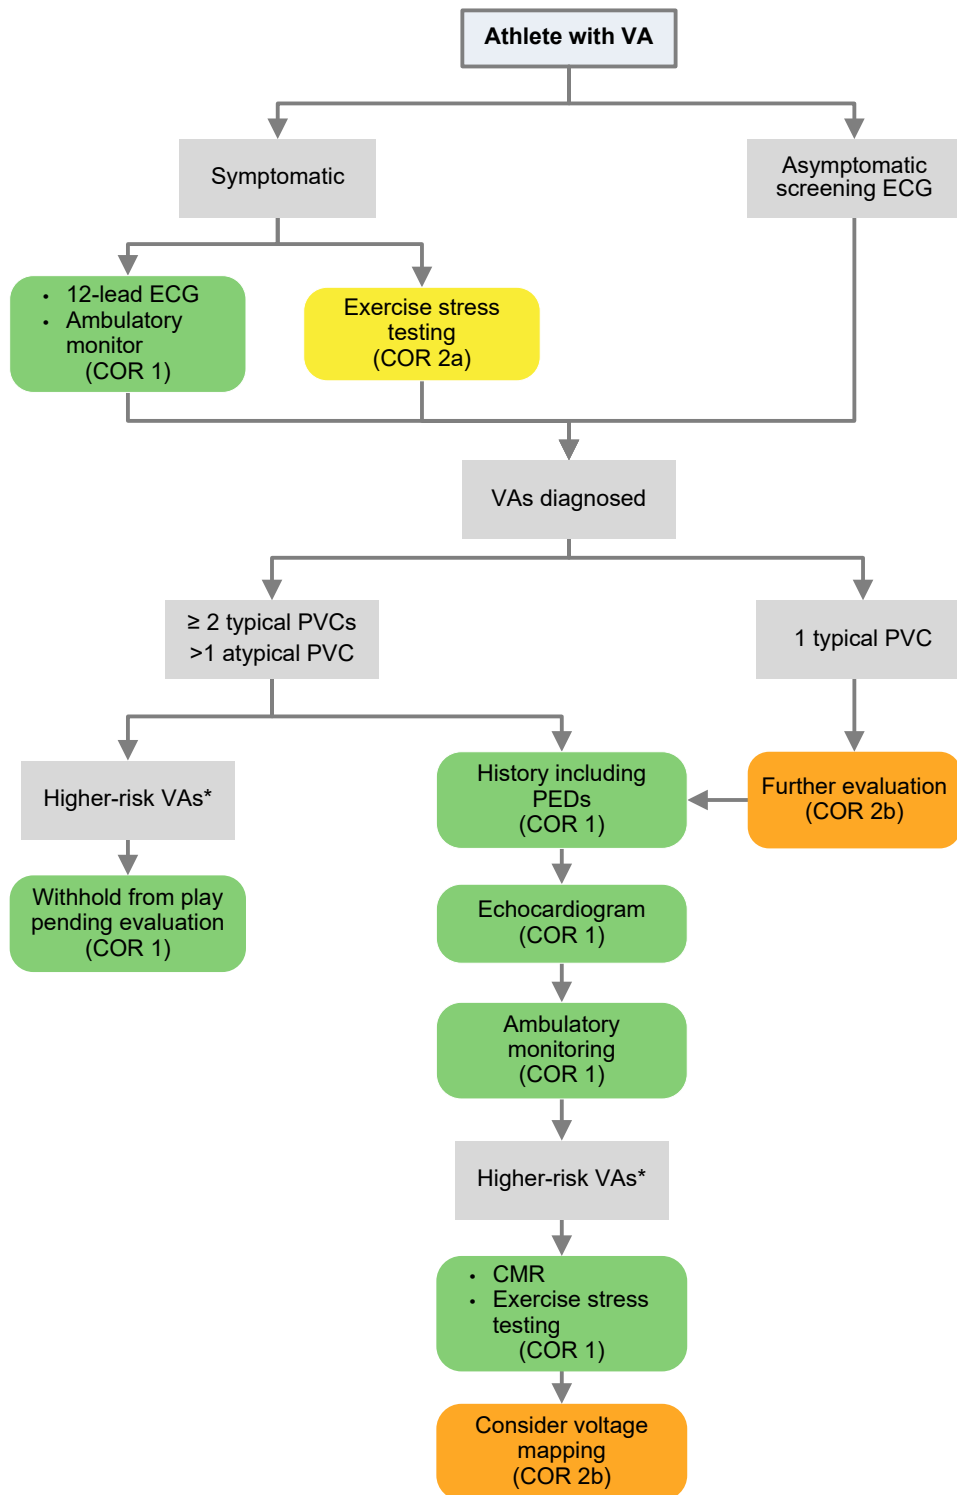 Athlete with VA
Symptomatic
Asymptomatic
screening ECG
• 12-lead ECG
• Ambulatory
monitor
(COR 1)
Exercise stress
testing
(COR 2a)
VAs diagnosed
≥ 2 typical PVCs
>1 atypical PVC
1 typical PVC
Higher-risk VAs*
History including
PEDs
(COR 1)
Further evaluation
(COR 2b)
Withhold from play
pending evaluation
(COR 1)
Echocardiogram
(COR 1)
Ambulatory
monitoring
(COR 1)
Higher-risk VAs*
• CMR
• Exercise stress
testing
(COR 1)
Consider voltage
mapping
(COR 2b)